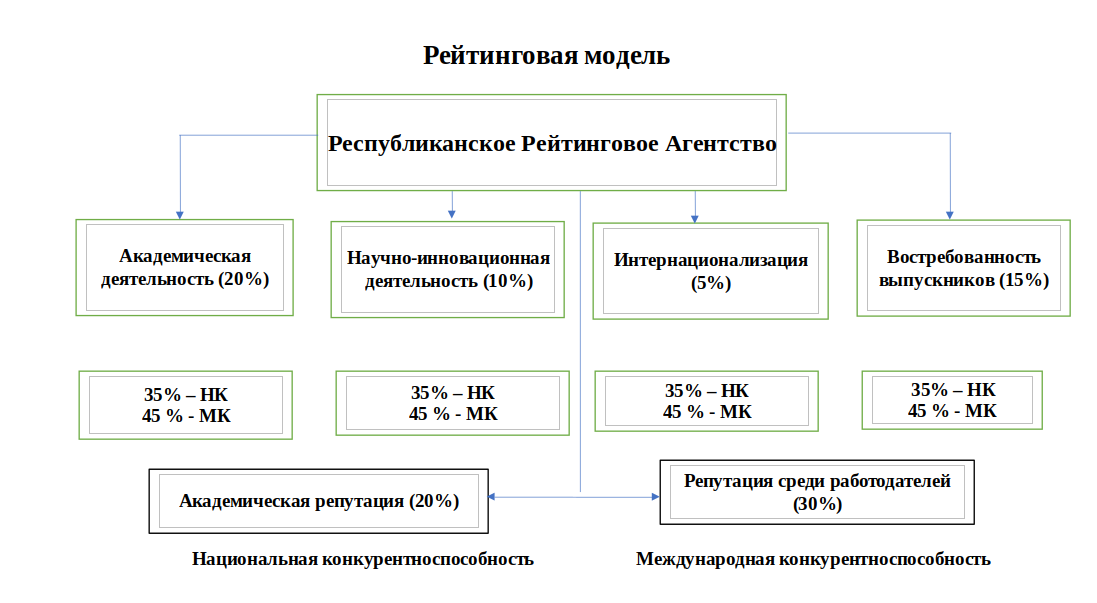 Рейтинговая модель
Республиканское Рейтинговое Агентство
Академическая
деятельность (20%)
Научно-инновационная
деятельность (10%)
Интернационализация
(5%)
Востребованность
выпускников (15%)
35% – НК
45 % - МК
35% – НК
45 % - МК
35% – НК
45 % - МК
35% – НК
45 % - МК
Академическая репутация (20%)
Репутация среди работодателей
(30%)
Национальная конкурентноспособность
Международная конкурентноспособность